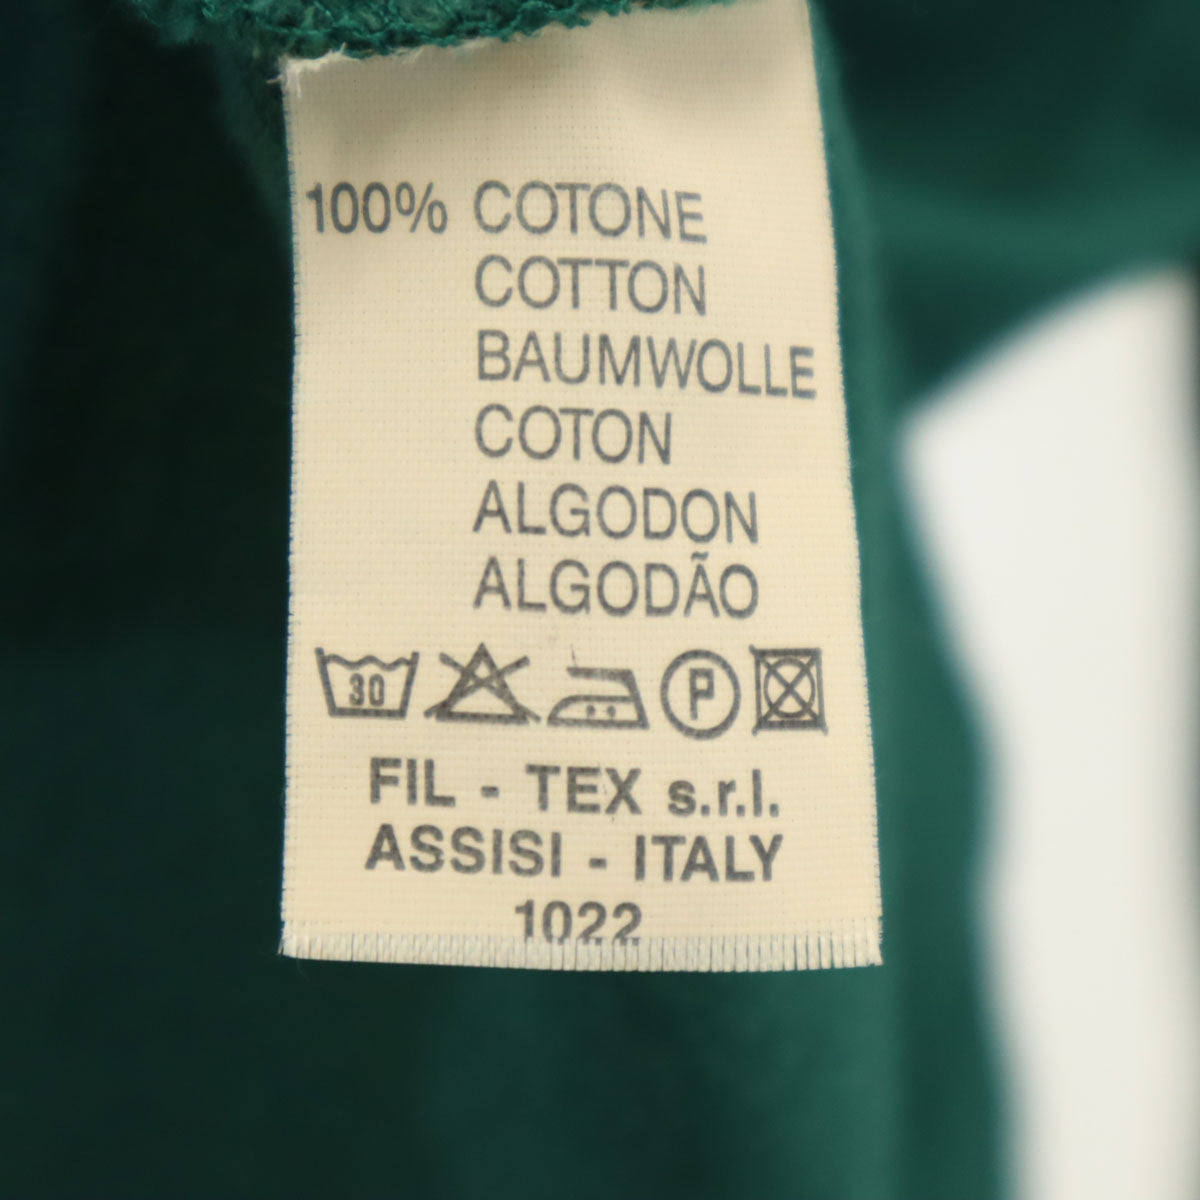 100% COTONE
COTTON
BAUMWOLLE
COTON
ALGODON
ALGODÃO
30 P
FIL - TEX s.r.l.
ASSISI - ITALY
1022